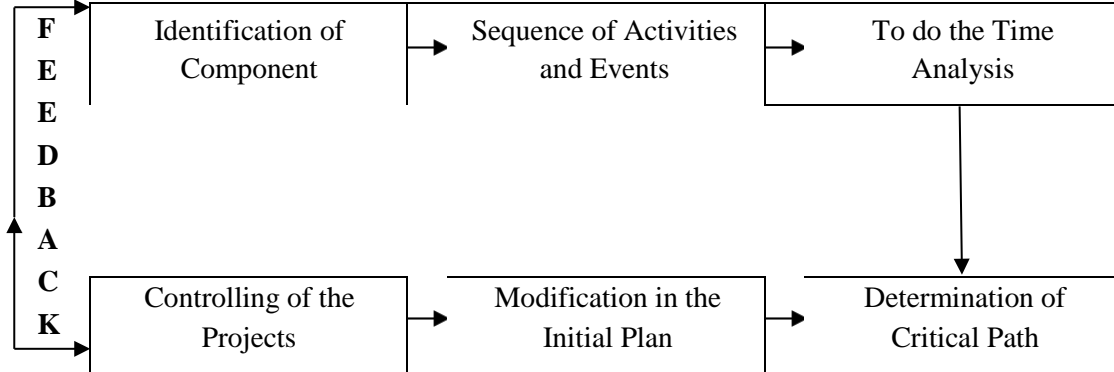 F
E
E
D
B
A
C
K
Identification of
Component
Sequence of Activities
and Events
To do the Time
Analysis
Controlling of the
Projects
Modification in the
Initial Plan
Determination of
Critical Path